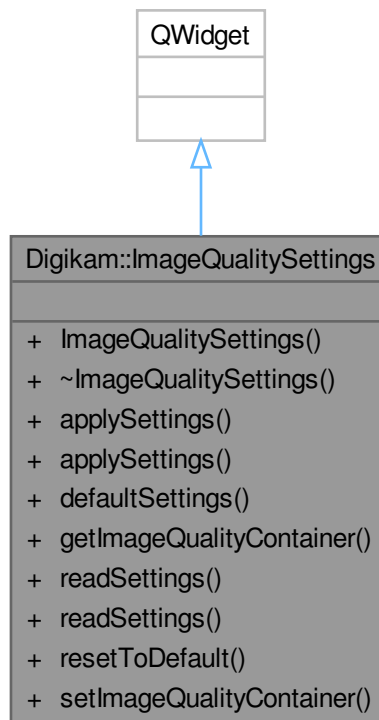 QWidget
Digikam::ImageQualitySettings
+ ImageQualitySettings()
+ ~ImageQualitySettings()
+ applySettings()
+ applySettings()
+ defaultSettings()
+ getImageQualityContainer()
+ readSettings()
+ readSettings()
+ resetToDefault()
+ setImageQualityContainer()